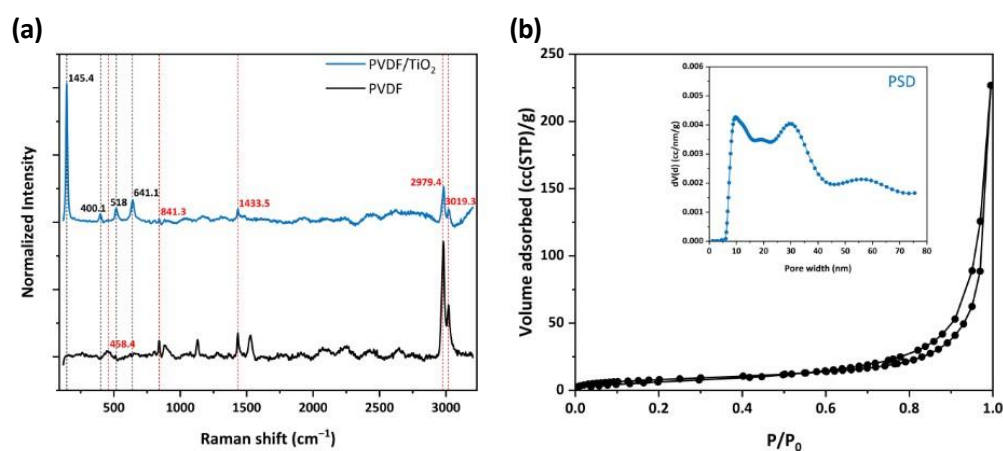 (a)
PVDF/TiO₂
PVDF
145.4
400.1
518
641.1
841.3
1433.5
2979.4
3019.3
458.4
Normalized Intensity
500 1000 1500 2000 2500 3000
Raman shift (cm⁻¹)
(b)
250
200
150
100
50
0
Volume adsorbed (cc(STP)/g)
0.0 0.2 0.4 0.6 0.8 1.0
P/P₀
PSD
0.006
0.005
0.004
0.003
0.002
0.001
0.000
dV(d) (cc/nm/g)
0 10 20 30 40 50 60 70 80
Pore width (nm)